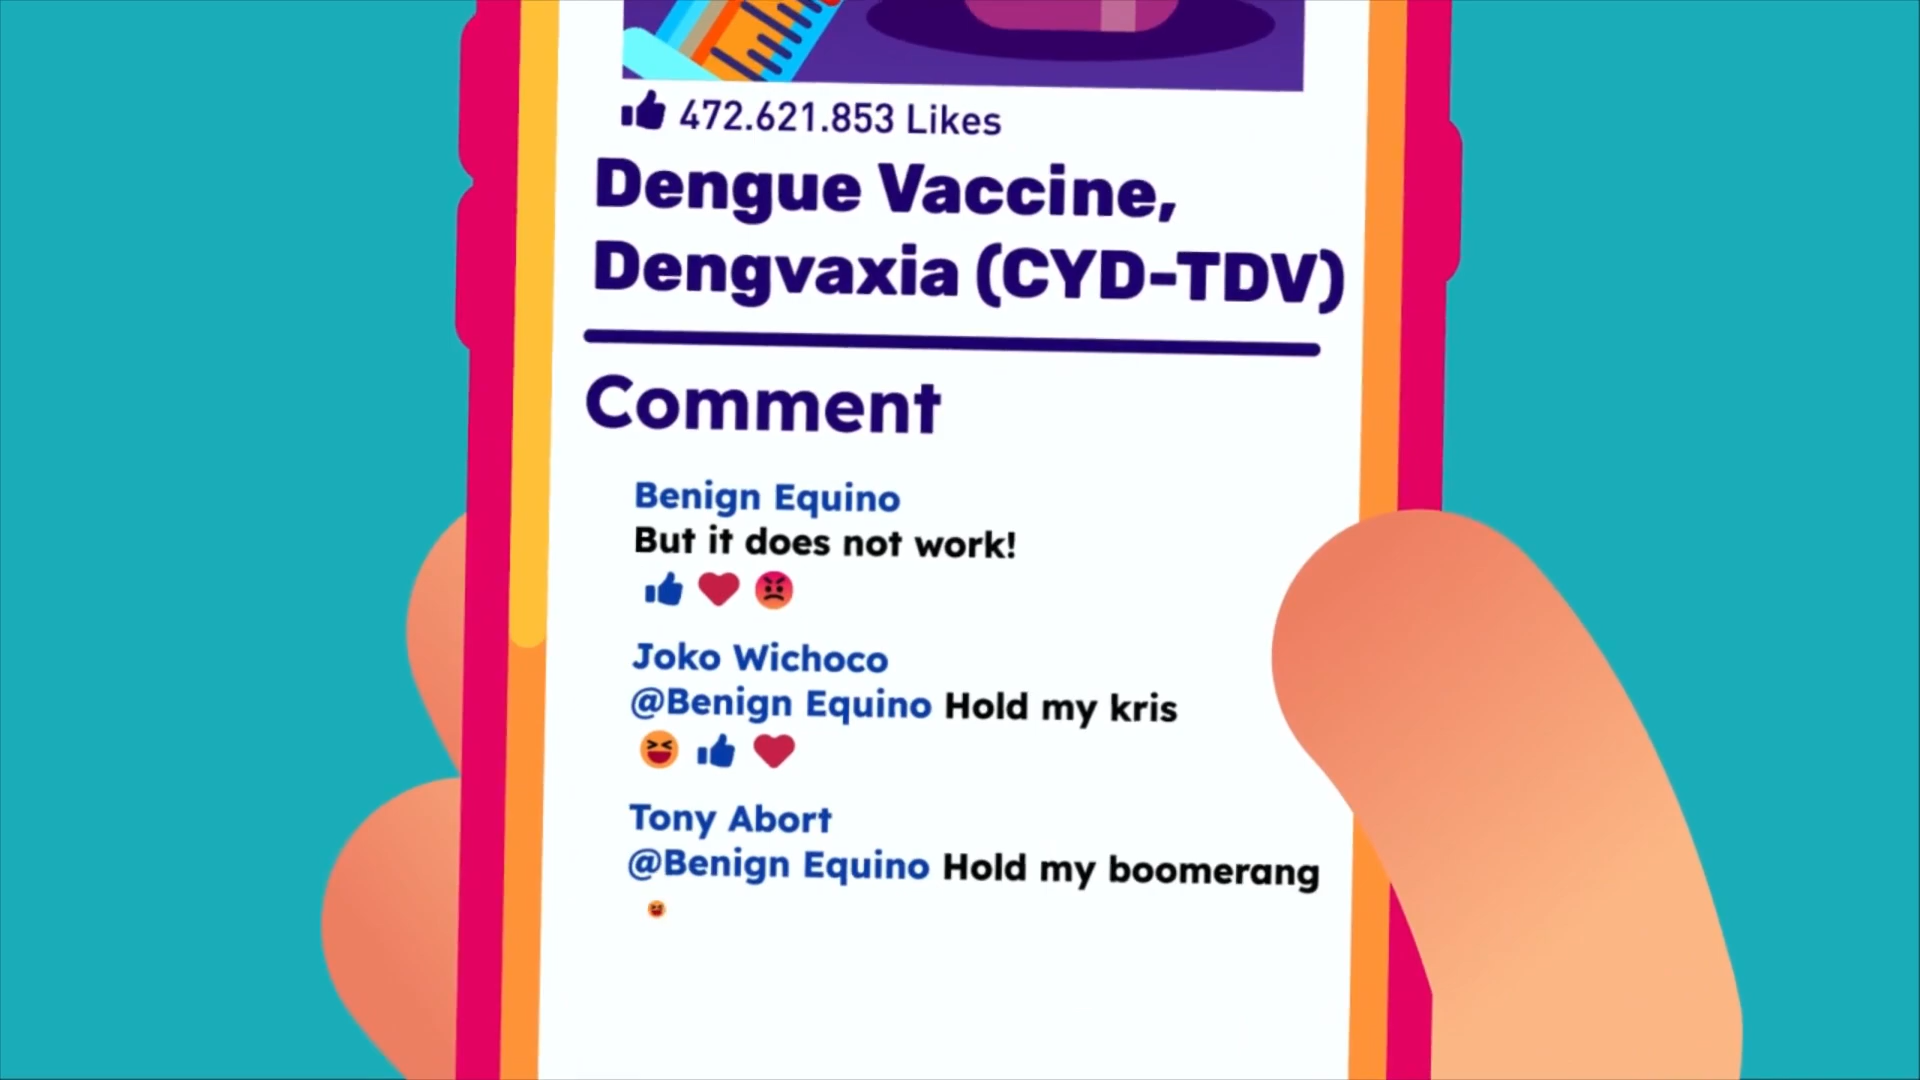 472.621.853 Likes
Dengue Vaccine,
Dengvaxia (CYD-TDV)
Comment
Benign Equino
But it does not work!
Joko Wichoco
@Benign Equino Hold my kris
Tony Abort
@Benign Equino Hold my boomerang